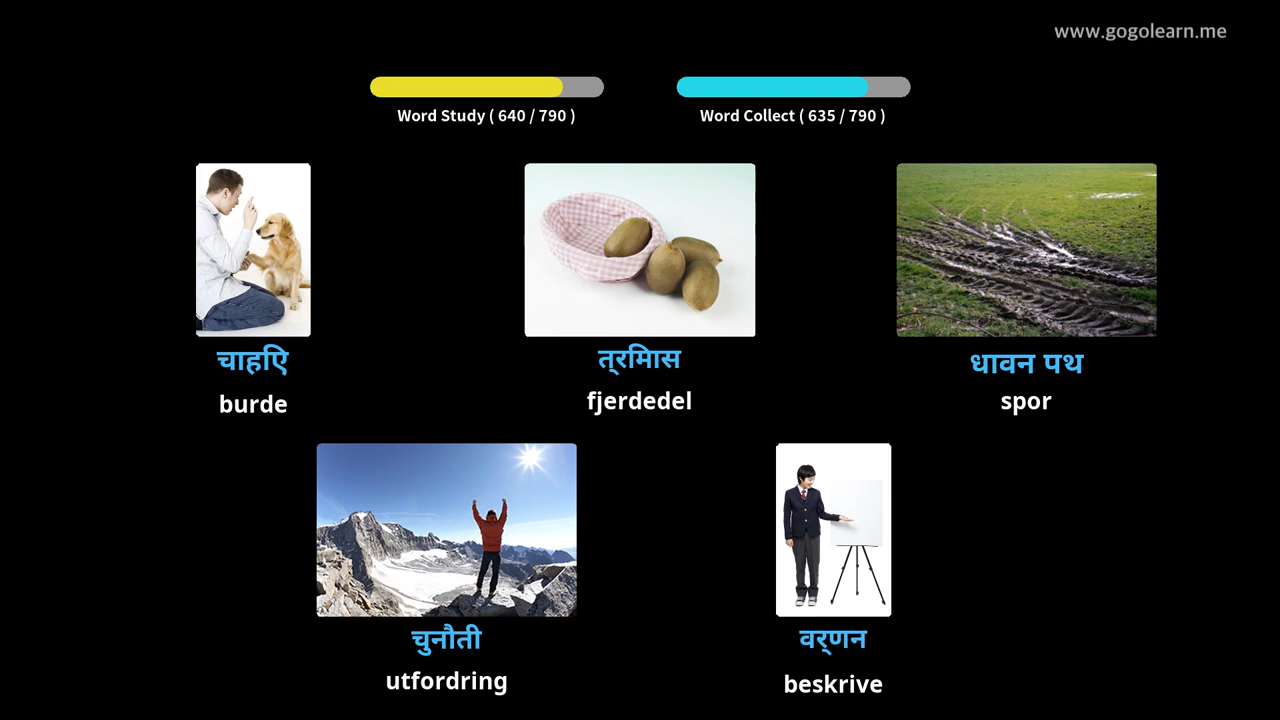 www.gogolearn.me
Word Study ( 640 / 790 )
Word Collect ( 635 / 790 )
चाहिए
burde
त्रिमास
fjerdedel
धावन पथ
spor
चुनौती
utfordring
वर्णन
beskrive